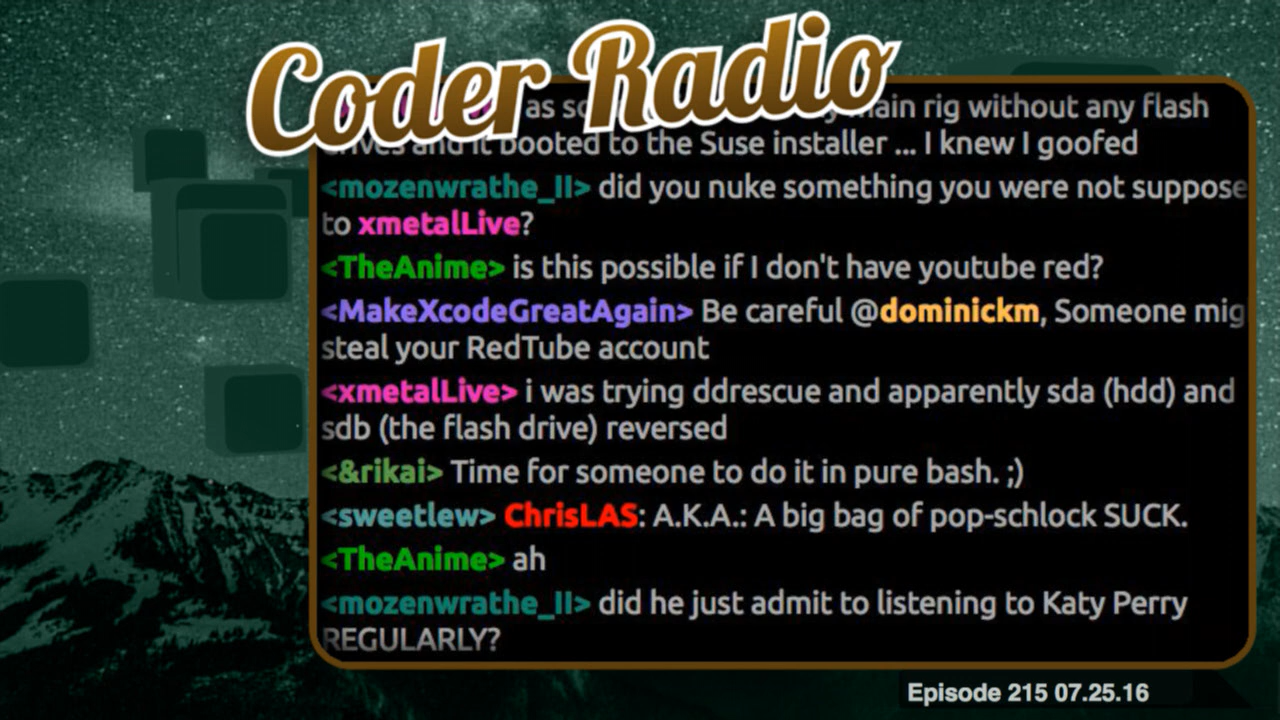 Coder Radio
as so ain rig without any flash
drives and it booted to the Suse installer ... I knew I goofed
<mozenwrathe_II> did you nuke something you were not suppose
to xmetalLive?
<TheAnime> is this possible if I don't have youtube red?
<MakeXcodeGreatAgain> Be careful @dominickm, Someone mig
steal your RedTube account
<xmetalLive> i was trying ddrescue and apparently sda (hdd) and
sdb (the flash drive) reversed
<&rikai> Time for someone to do it in pure bash. ;)
<sweetlew> ChrisLAS: A.K.A.: A big bag of pop-schlock SUCK.
<TheAnime> ah
<mozenwrathe_II> did he just admit to listening to Katy Perry
REGULARLY?
Episode 215 07.25.16